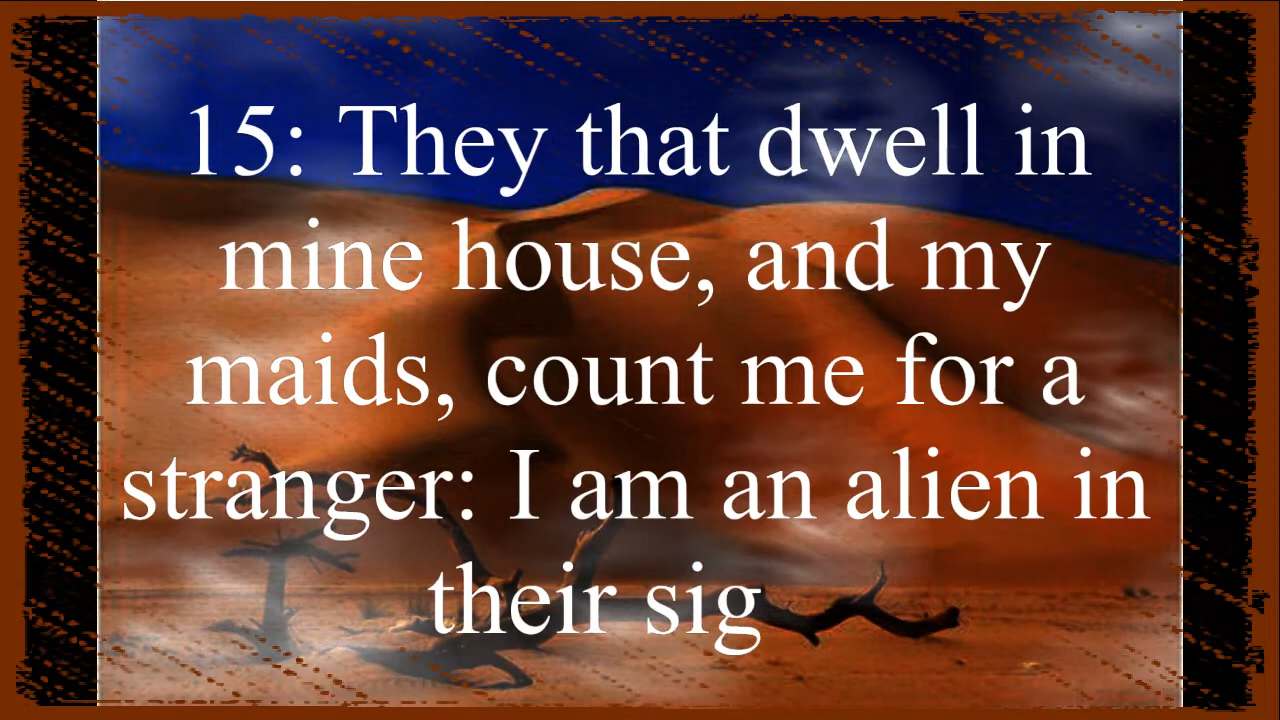 15: They that dwell in
mine house, and my
maids, count me for a
stranger: I am an alien in
their sig